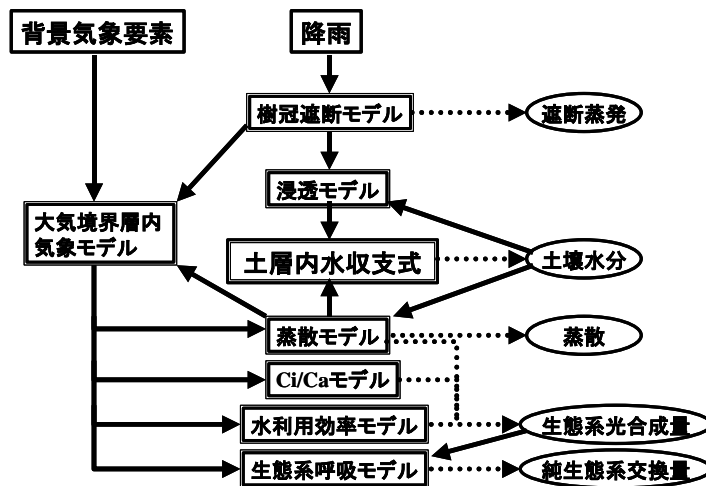 背景気象要素
降雨
樹冠遮断モデル
遮断蒸発
浸透モデル
大気境界層内
気象モデル
土層内水収支式
土壌水分
蒸散モデル
蒸散
Ci/Caモデル
水利用効率モデル
生態系光合成量
生態系呼吸モデル
純生態系交換量